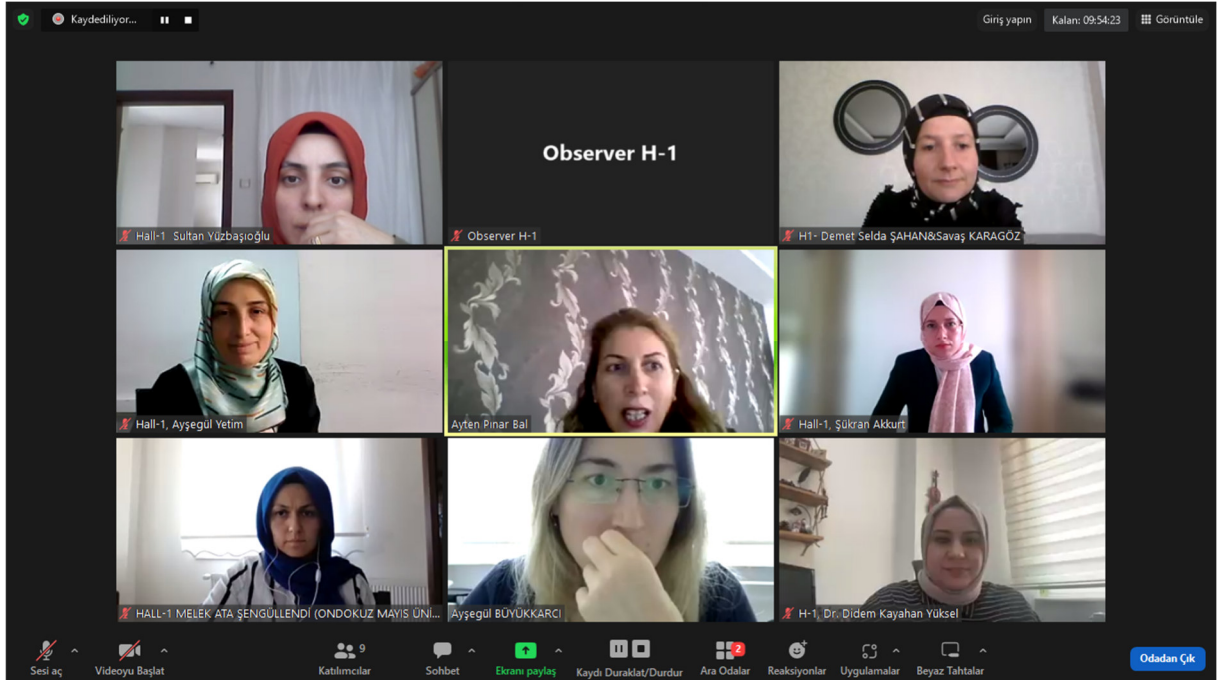 Kaydediliyor...
Giriş yapın
Kalan: 09:54:23
Görüntüle
Observer H-1
Hall-1 Sultan Yüzbaşıoğlu
Observer H-1
H1- Demet Selda ŞAHAN&Savaş KARAGÖZ
Hall-1, Ayşegül Yetim
Ayten Pınar Bal
Hall-1, Şükran Akkurt
HALL-1 MELEK ATA ŞENGÜLLENDİ (ONDOKUZ MAYIS ÜNİ...
Ayşegül BÜYÜKKARCI
H-1, Dr. Didem Kayahan Yüksel
9
2
Sesi aç
Videoyu Başlat
Katılımcılar
Sohbet
Ekranı paylaş
Kaydı Duraklat/Durdur
Ara Odalar
Reaksiyonlar
Uygulamalar
Beyaz Tahtalar
Odadan Çık